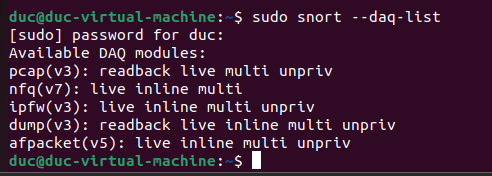 duc@duc-virtual-machine:~$ sudo snort --daq-list
[sudo] password for duc:
Available DAQ modules:
pcap(v3): readback live multi unpriv
nfq(v7): live inline multi
ipfw(v3): live inline multi unpriv
dump(v3): readback live inline multi unpriv
afpacket(v5): live inline multi unpriv
duc@duc-virtual-machine:~$